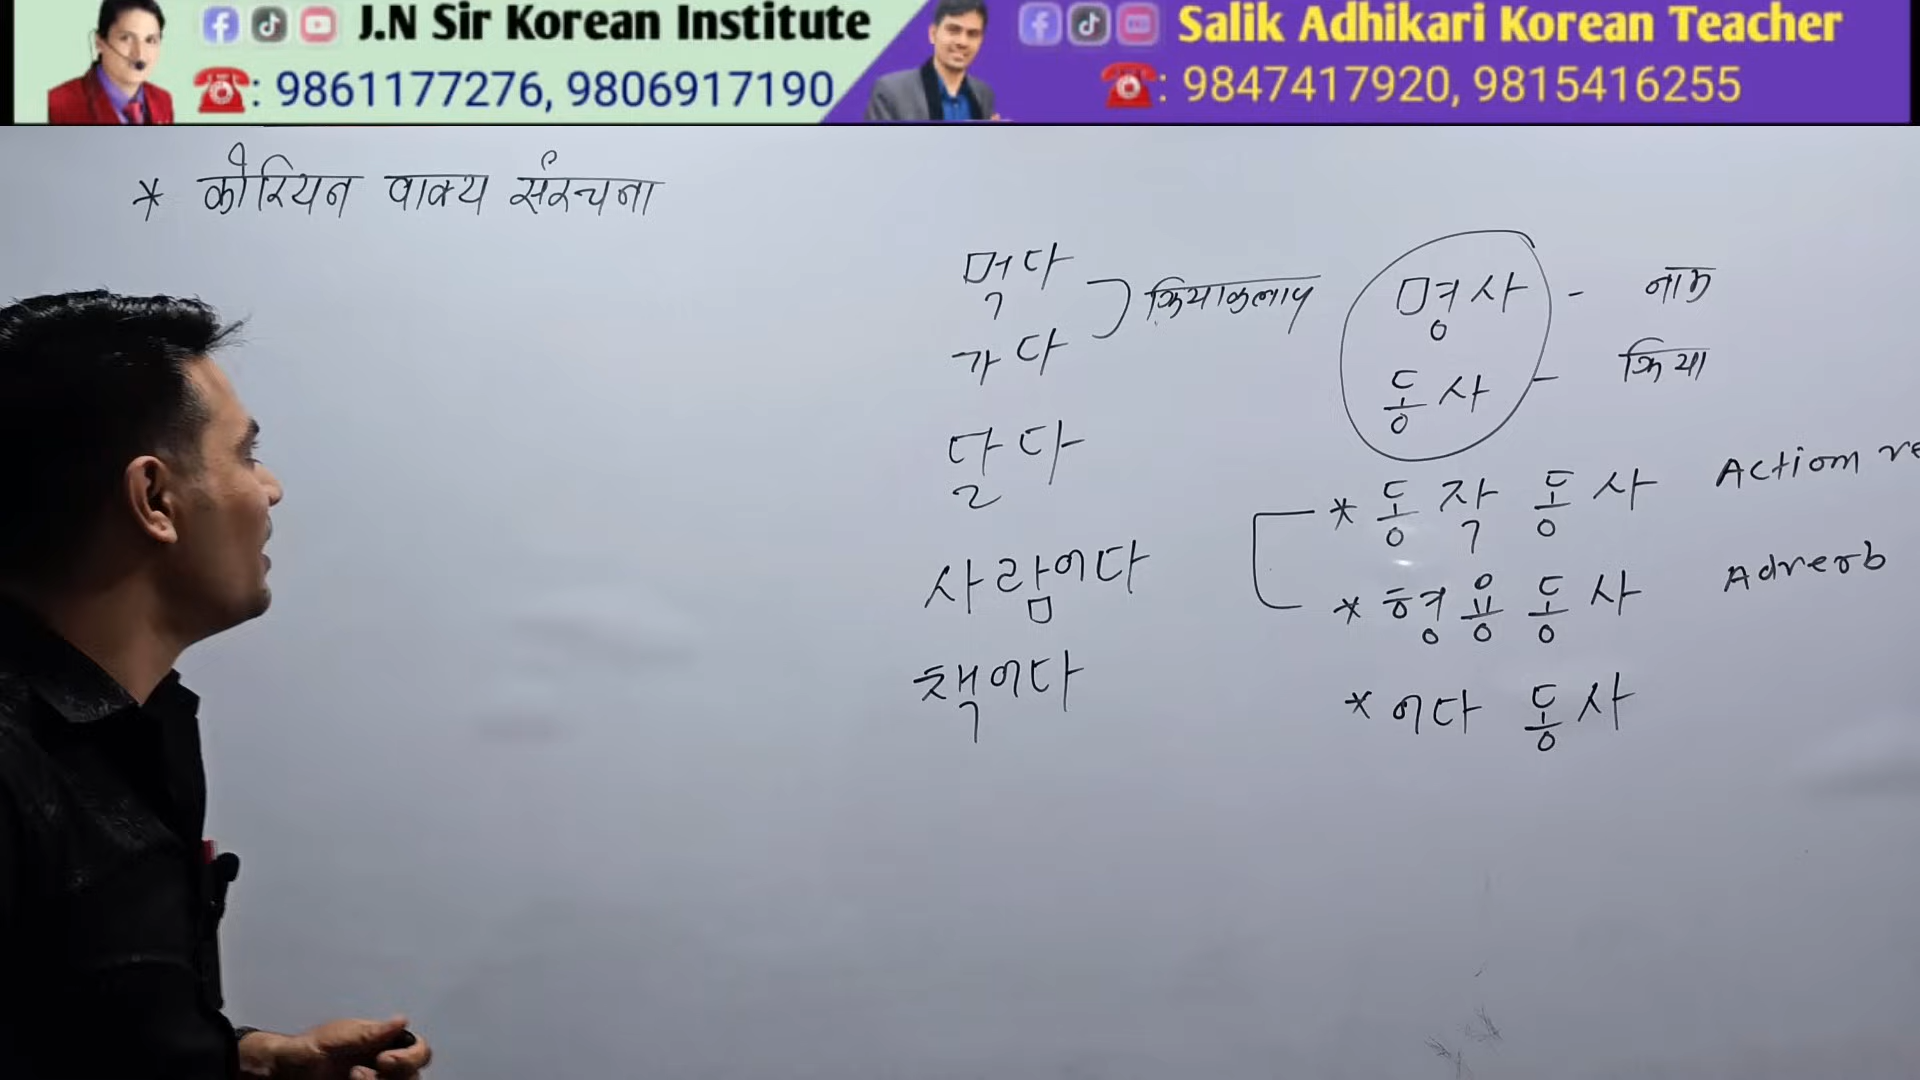 J.N Sir Korean Institute
: 9861177276, 9806917190
Salik Adhikari Korean Teacher
: 9847417920, 9815416255
* कोरियन वाक्य संरचना
먹다
가다
क्रियाकलाप
달다
사람이다
책이다
명사 - नाम
동사 - क्रिया
* 동작 동사 Action
* 형용동사 Adverb
* 이다 동사